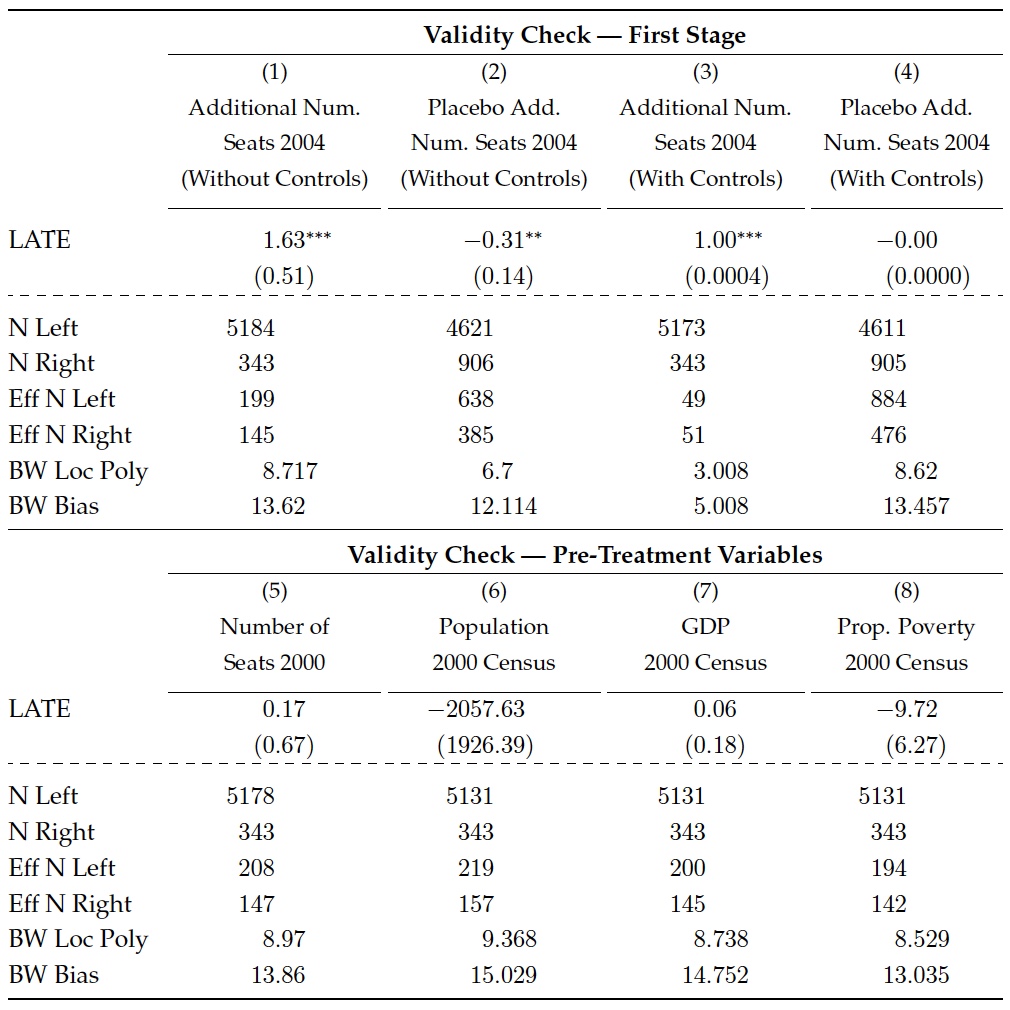 Validity Check — First Stage
(1) (2) (3) (4)
Additional Num. Placebo Add. Additional Num. Placebo Add.
Seats 2004 Num. Seats 2004 Seats 2004 Num. Seats 2004
(Without Controls) (Without Controls) (With Controls) (With Controls)
LATE 1.63*** −0.31** 1.00*** −0.00
(0.51) (0.14) (0.0004) (0.0000)
N Left 5184 4621 5173 4611
N Right 343 906 343 905
Eff N Left 199 638 49 884
Eff N Right 145 385 51 476
BW Loc Poly 8.717 6.7 3.008 8.62
BW Bias 13.62 12.114 5.008 13.457
Validity Check — Pre-Treatment Variables
(5) (6) (7) (8)
Number of Population GDP Prop. Poverty
Seats 2000 2000 Census 2000 Census 2000 Census
LATE 0.17 −2057.63 0.06 −9.72
(0.67) (1926.39) (0.18) (6.27)
N Left 5178 5131 5131 5131
N Right 343 343 343 343
Eff N Left 208 219 200 194
Eff N Right 147 157 145 142
BW Loc Poly 8.97 9.368 8.738 8.529
BW Bias 13.86 15.029 14.752 13.035